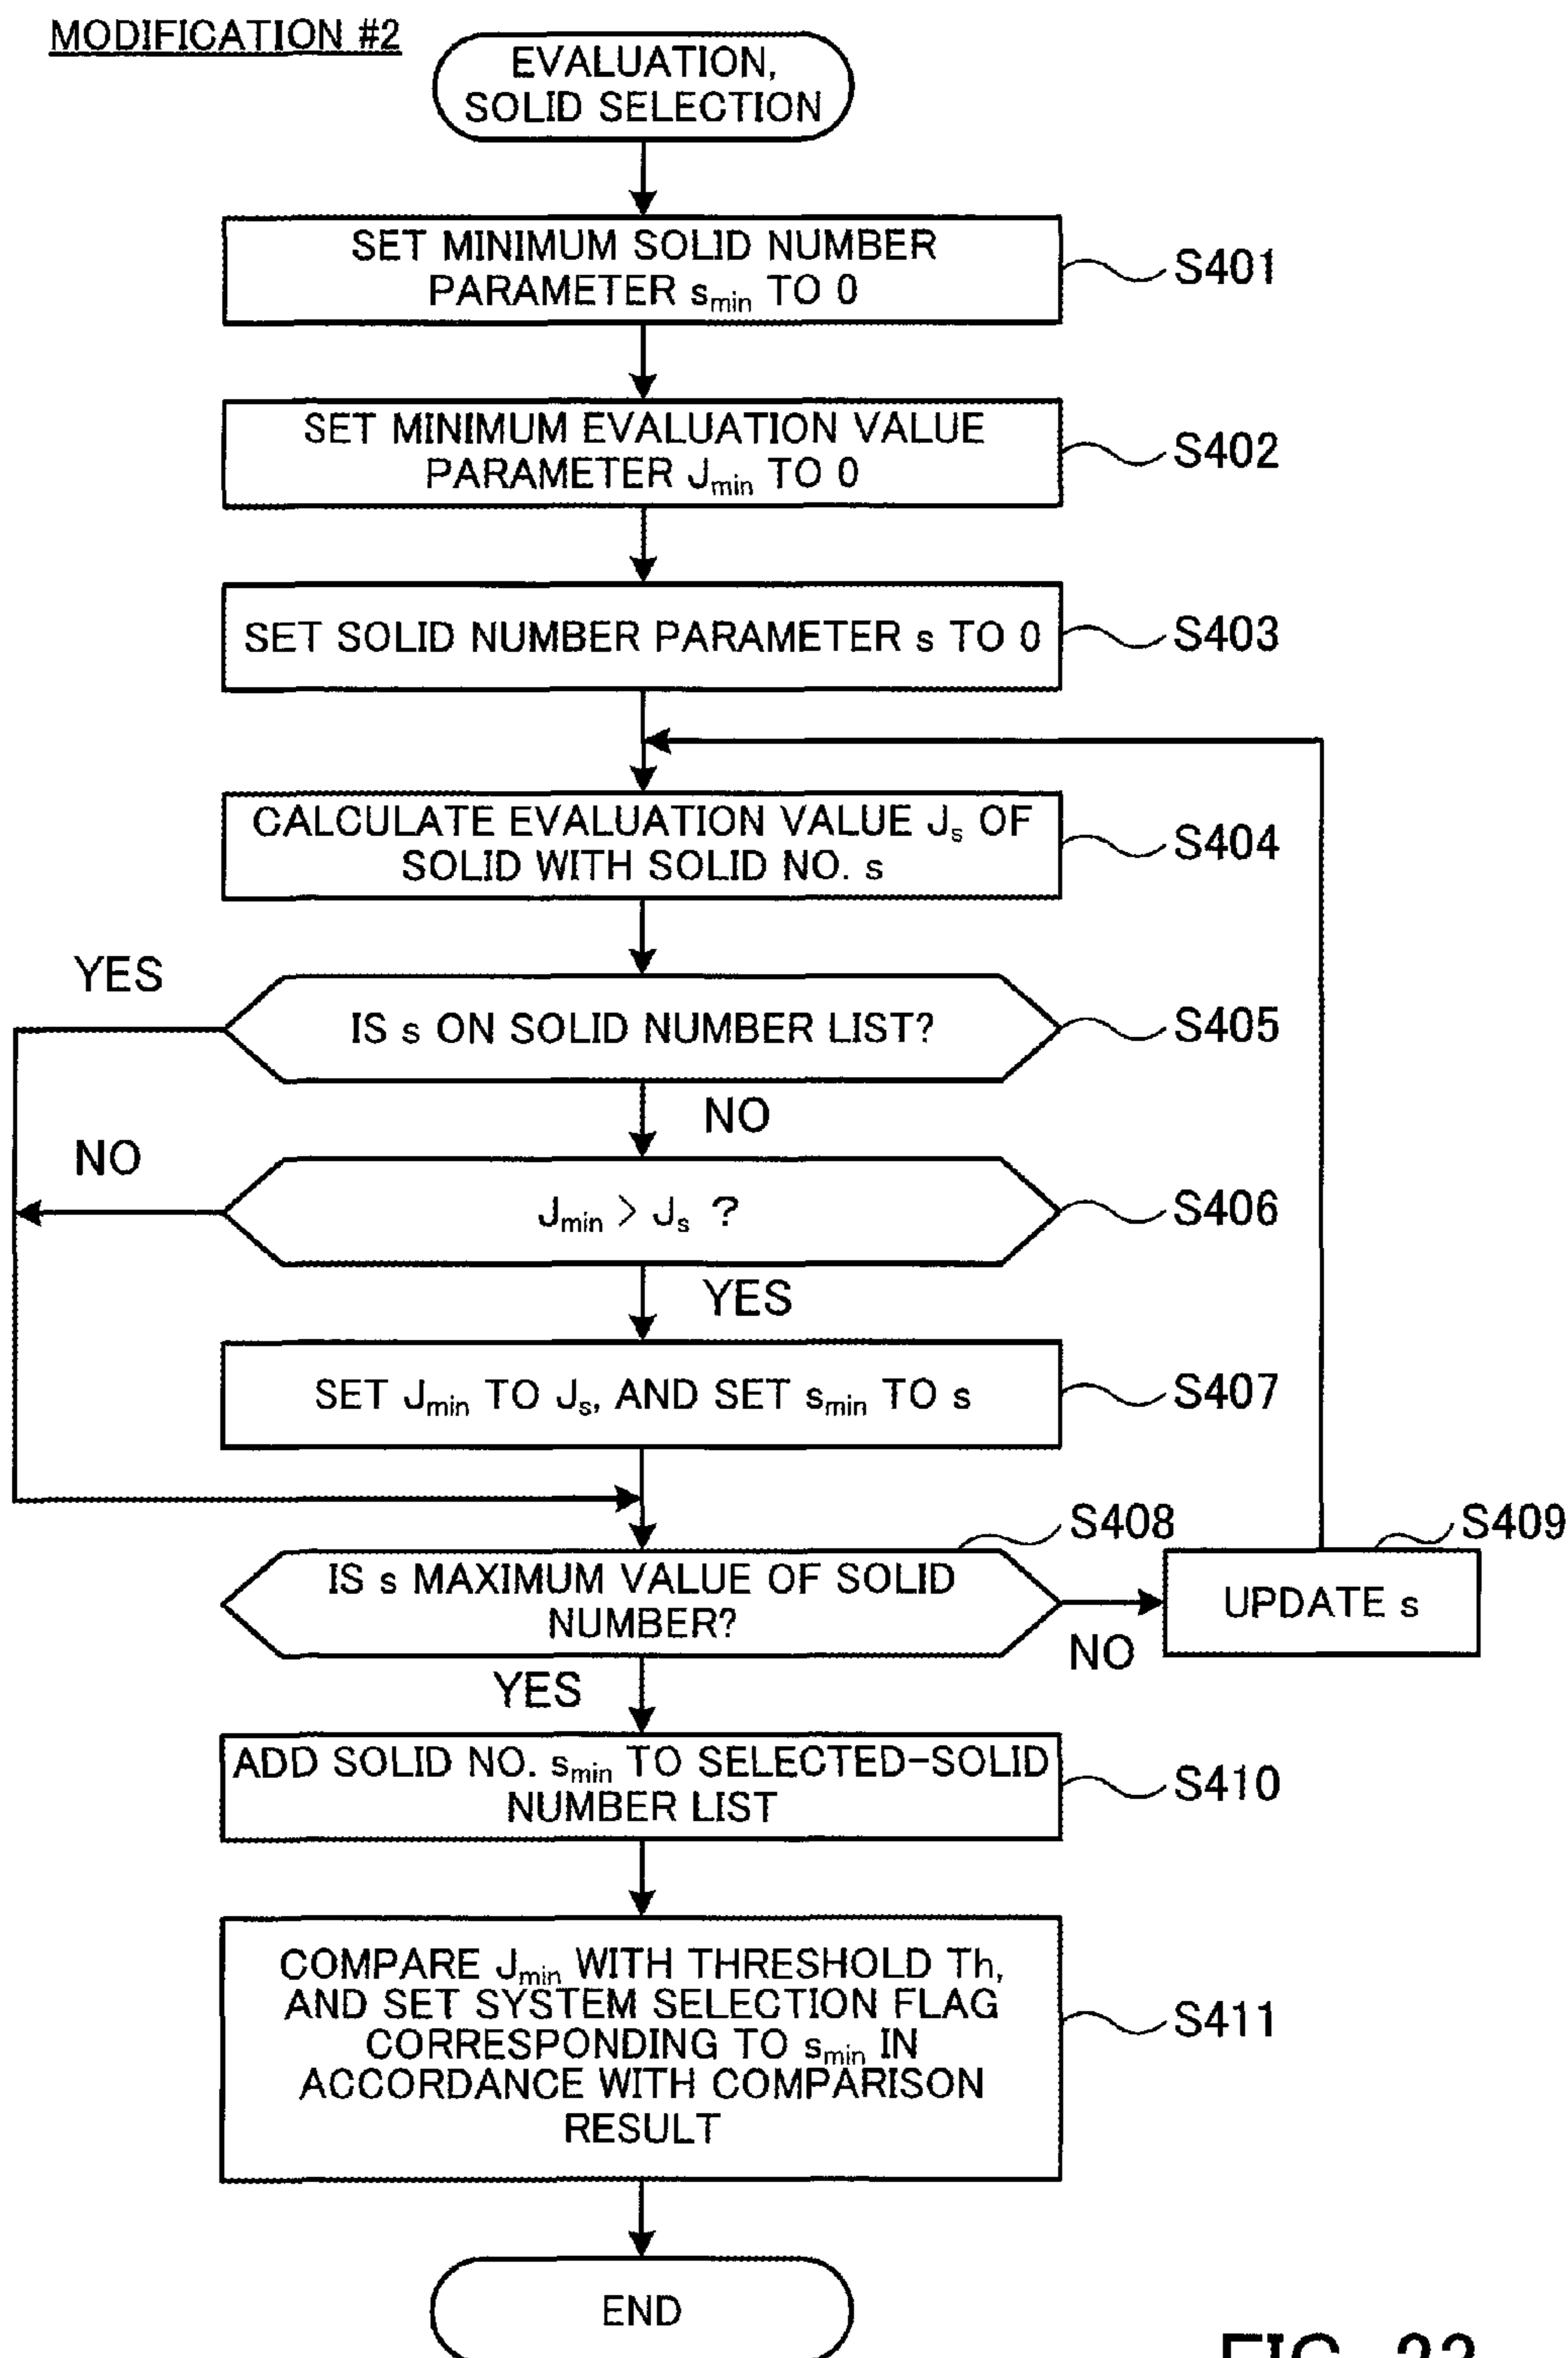 MODIFICATION #2
EVALUATION,
SOLID SELECTION
SET MINIMUM SOLID NUMBER
PARAMETER smin TO 0
S401
SET MINIMUM EVALUATION VALUE
PARAMETER Jmin TO 0
S402
SET SOLID NUMBER PARAMETER s TO 0
S403
CALCULATE EVALUATION VALUE Js OF
SOLID WITH SOLID NO. s
S404
YES
IS s ON SOLID NUMBER LIST?
S405
NO
NO
Jmin > Js ?
S406
YES
SET Jmin TO Js, AND SET smin TO s
S407
S408
S409
IS s MAXIMUM VALUE OF SOLID
NUMBER?
NO
UPDATE s
YES
ADD SOLID NO. smin TO SELECTED-SOLID
NUMBER LIST
S410
COMPARE Jmin WITH THRESHOLD Th,
AND SET SYSTEM SELECTION FLAG
CORRESPONDING TO smin IN
ACCORDANCE WITH COMPARISON
RESULT
S411
END